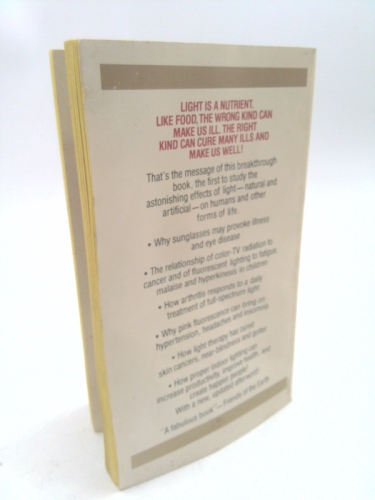 LIGHT IS A NUTRIENT.
LIKE FOOD, THE WRONG KIND CAN
MAKE US ILL. THE RIGHT
KIND CAN CURE MANY ILLS AND
MAKE US WELL!
That's the message of this breakthrough
book, the first to study the
astonishing effects of light—natural and
artificial—on humans and other
forms of life.
• Why sunglasses may provoke illness
and eye disease
• The relationship of color-TV radiation to
cancer and of fluorescent lighting to fatigue,
malaise and hyperkinesis in children
• How arthritis responds to a daily
treatment of full-spectrum light
• Why pink fluorescence can bring on
hypertension, headaches and insomnia
• How light therapy has cured
skin cancers, near-blindness and goiter
• How proper indoor lighting can
increase productivity, improve health, and
create happier people!
With a new, updated afterword!
"A fabulous book"—Friends of the Earth